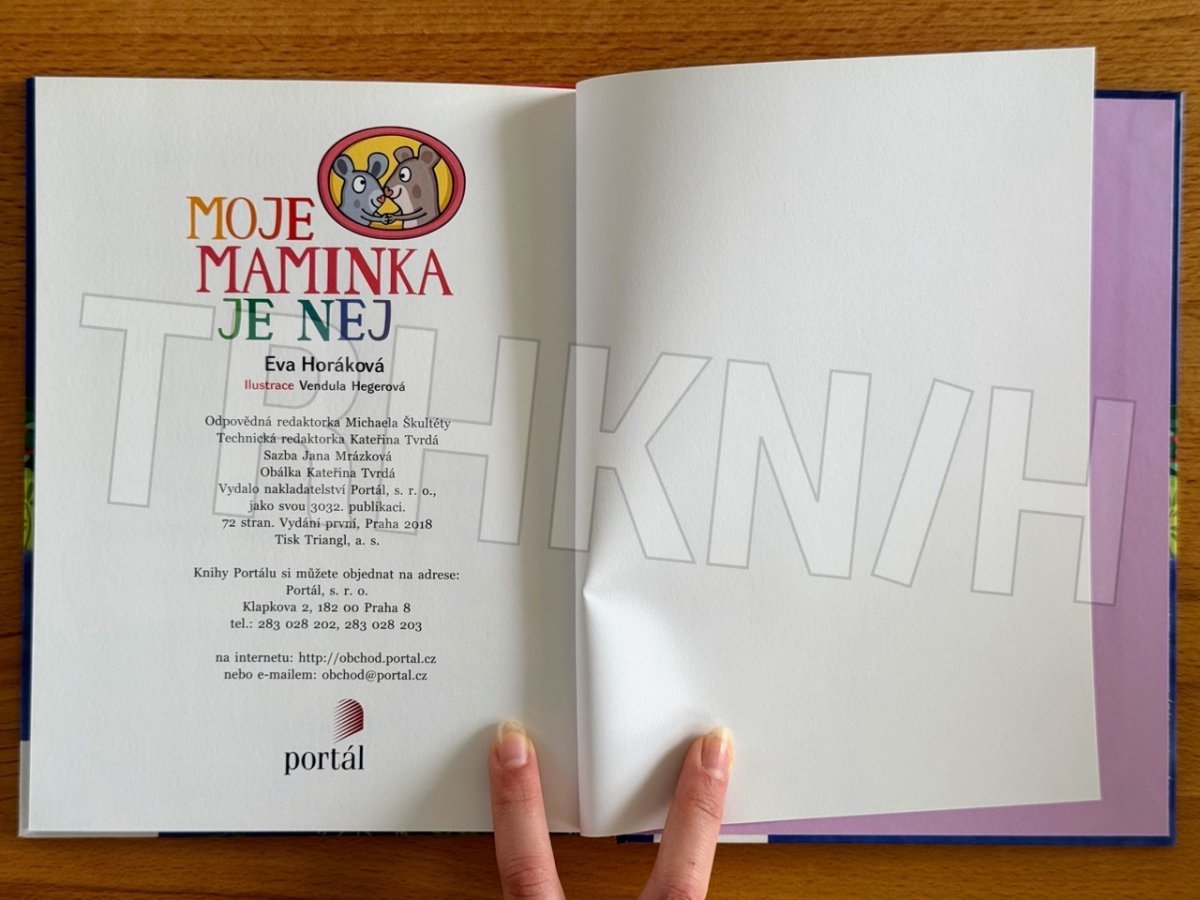 MOJE
MAMINKA
JE NEJ
Eva Horáková
Ilustrace Vendula Hegerová
Odpovědná redaktorka Michaela Škultéty
Technická redaktorka Kateřina Tvrdá
Sazba Jana Mrázková
Obálka Kateřina Tvrdá
Vydalo nakladatelství Portál, s. r. o.,
jako svou 3032. publikaci.
72 stran. Vydání první, Praha 2018
Tisk Triangl, a. s.
Knihy Portálu si můžete objednat na adrese:
Portál, s. r. o.
Klapkova 2, 182 00 Praha 8
tel.: 283 028 202, 283 028 203
na internetu: http://obchod.portal.cz
nebo e-mailem: obchod@portal.cz
portál
TRHKN/H